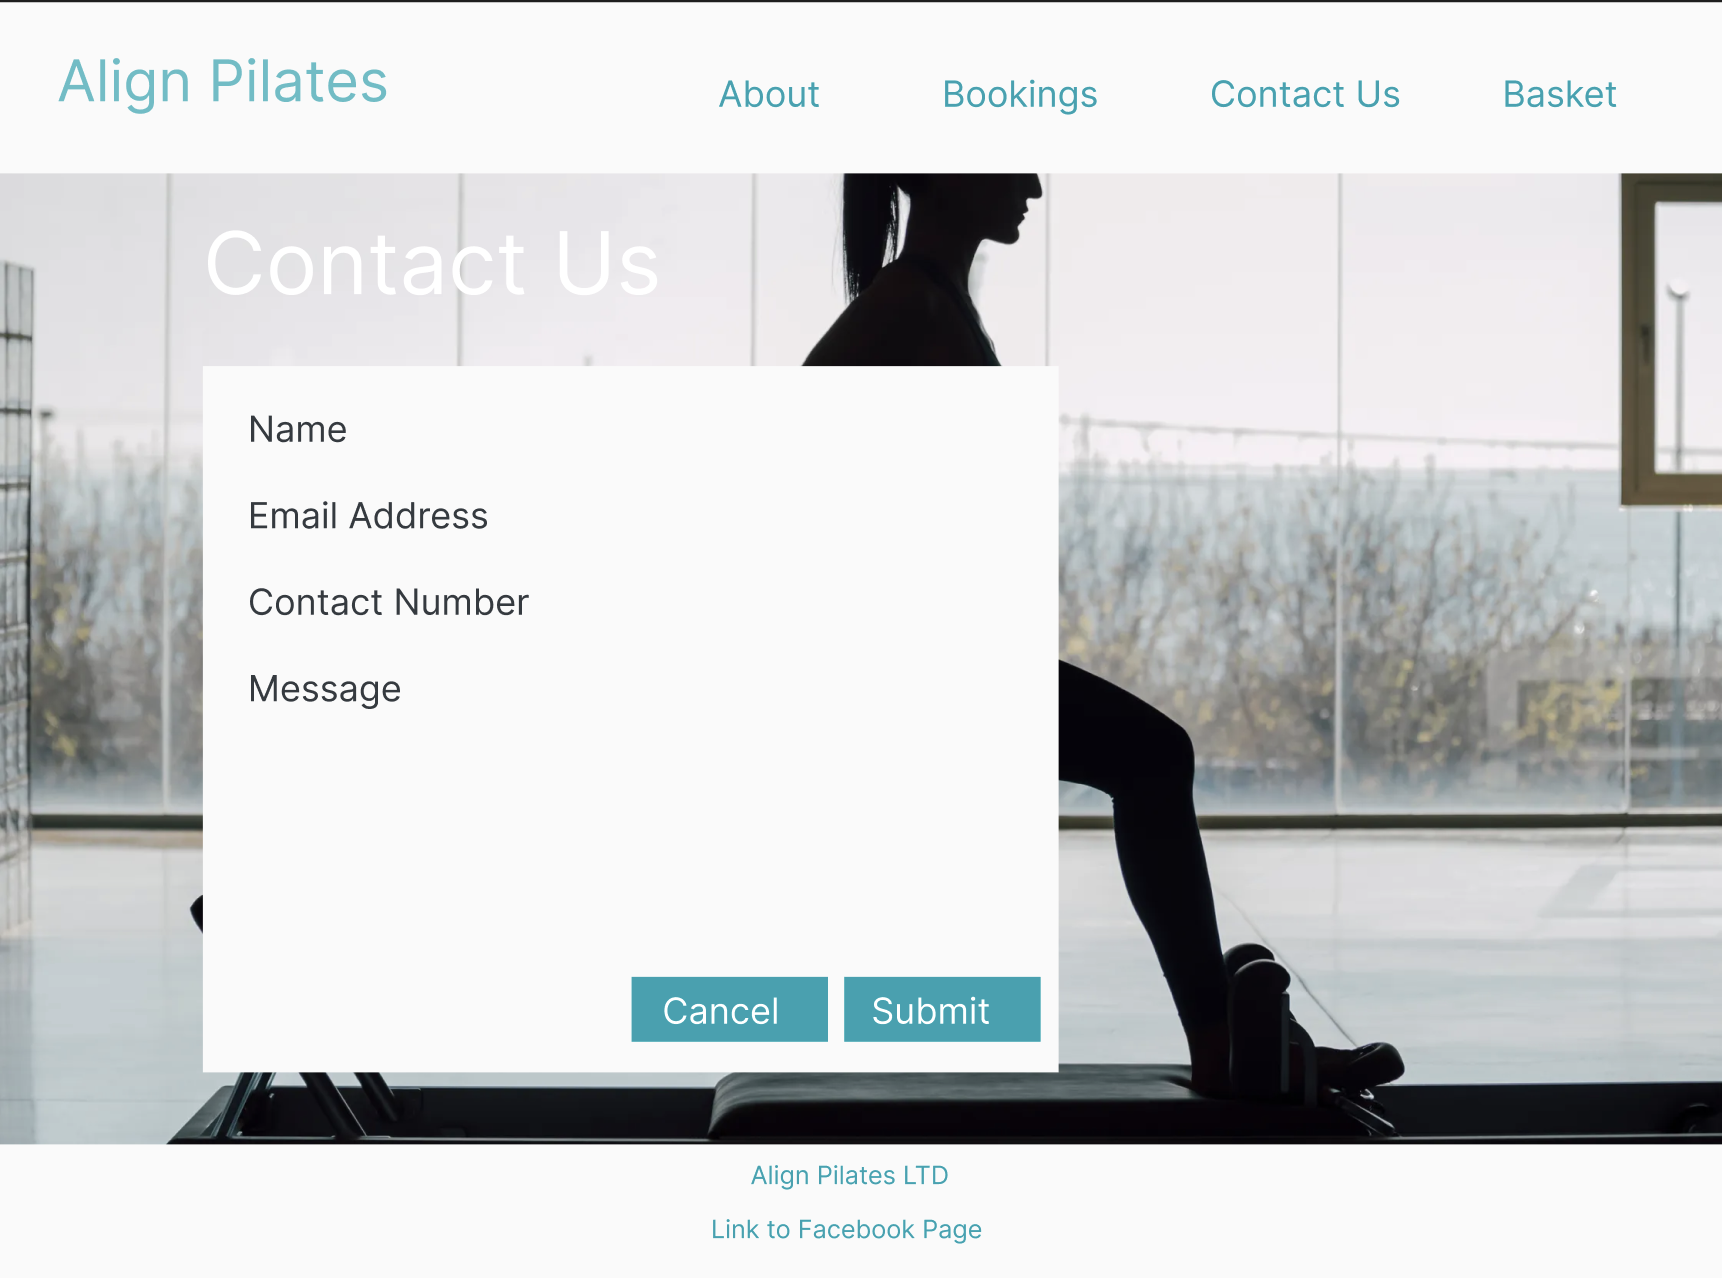 Align Pilates
About
Bookings
Contact Us
Basket
Contact Us
Name
Email Address
Contact Number
Message
Cancel
Submit
Align Pilates LTD
Link to Facebook Page